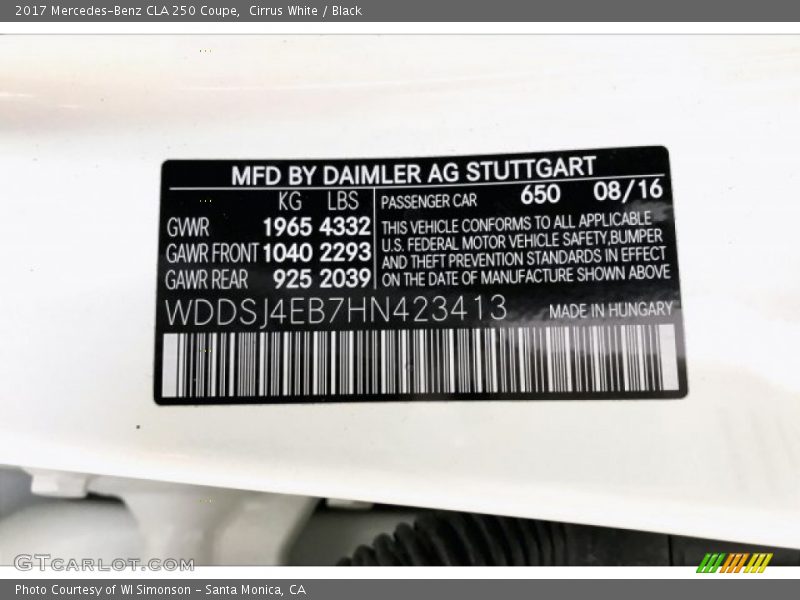 2017 Mercedes-Benz CLA 250 Coupe, Cirrus White / Black
MFD BY DAIMLER AG STUTTGART
KG LBS
GWR 1965 4332
GAWR FRONT 1040 2293
GAWR REAR 925 2039
PASSENGER CAR 650 08/16
THIS VEHICLE CONFORMS TO ALL APPLICABLE
U.S. FEDERAL MOTOR VEHICLE SAFETY,BUMPER
AND THEFT PREVENTION STANDARDS IN EFFECT
ON THE DATE OF MANUFACTURE SHOWN ABOVE
WDDSJ4EB7HN423413 MADE IN HUNGARY
GTcarlot.com
Photo Courtesy of WI Simonson - Santa Monica, CA